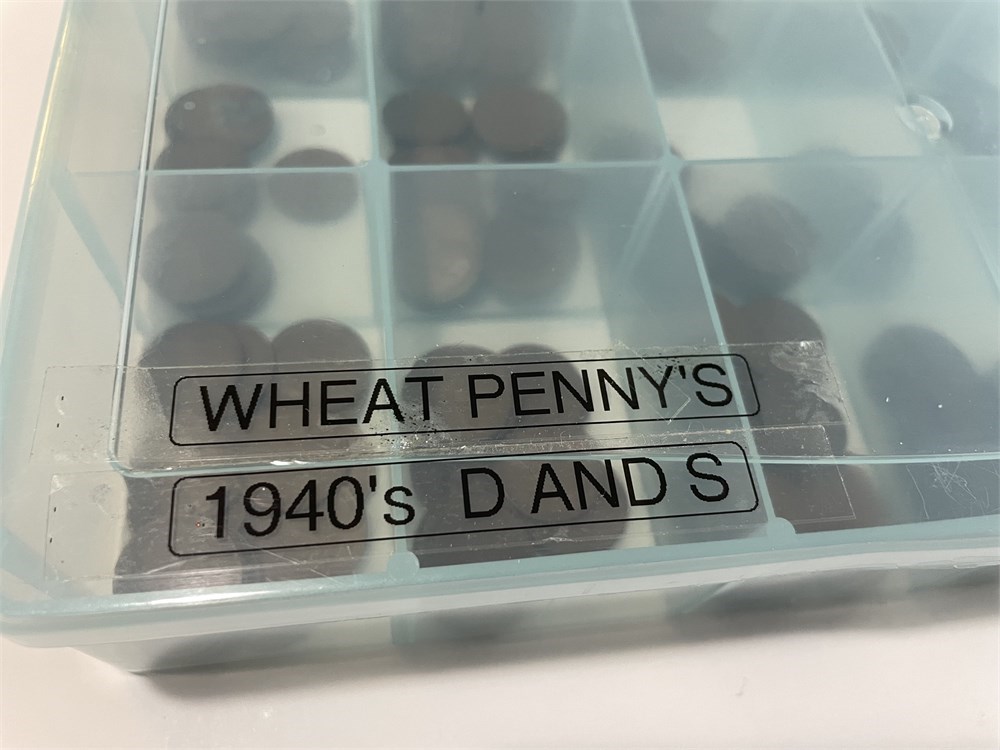 WHEAT PENNY'S
1940's D AND S